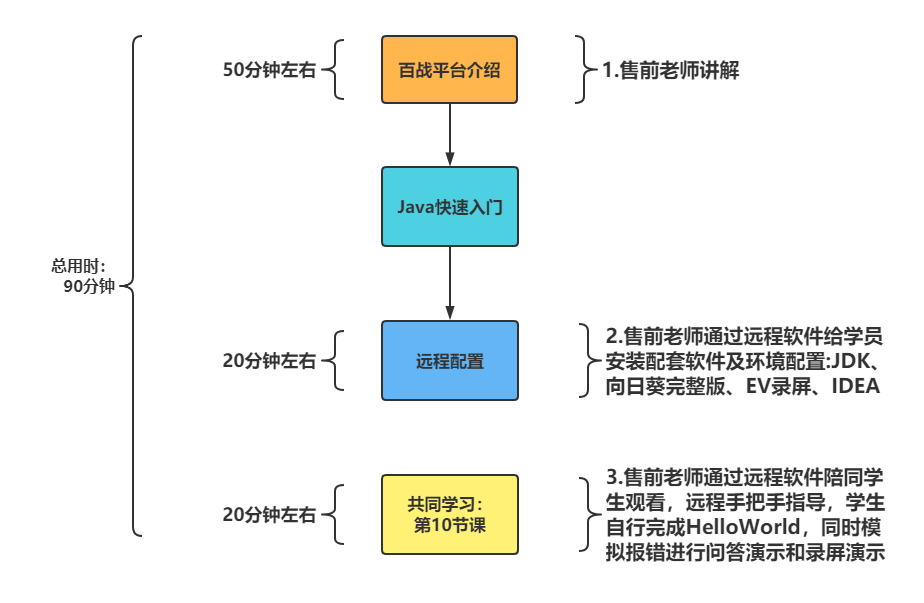 50分钟左右
百战平台介绍
1.售前老师讲解
Java快速入门
总用时：
90分钟
20分钟左右
远程配置
2.售前老师通过远程软件给学员
安装配套软件及环境配置:JDK、
向日葵完整版、EV录屏、IDEA
20分钟左右
共同学习：
第10节课
3.售前老师通过远程软件陪同学
生观看，远程手把手指导，学生
自行完成HelloWorld，同时模
拟报错进行问答演示和录屏演示